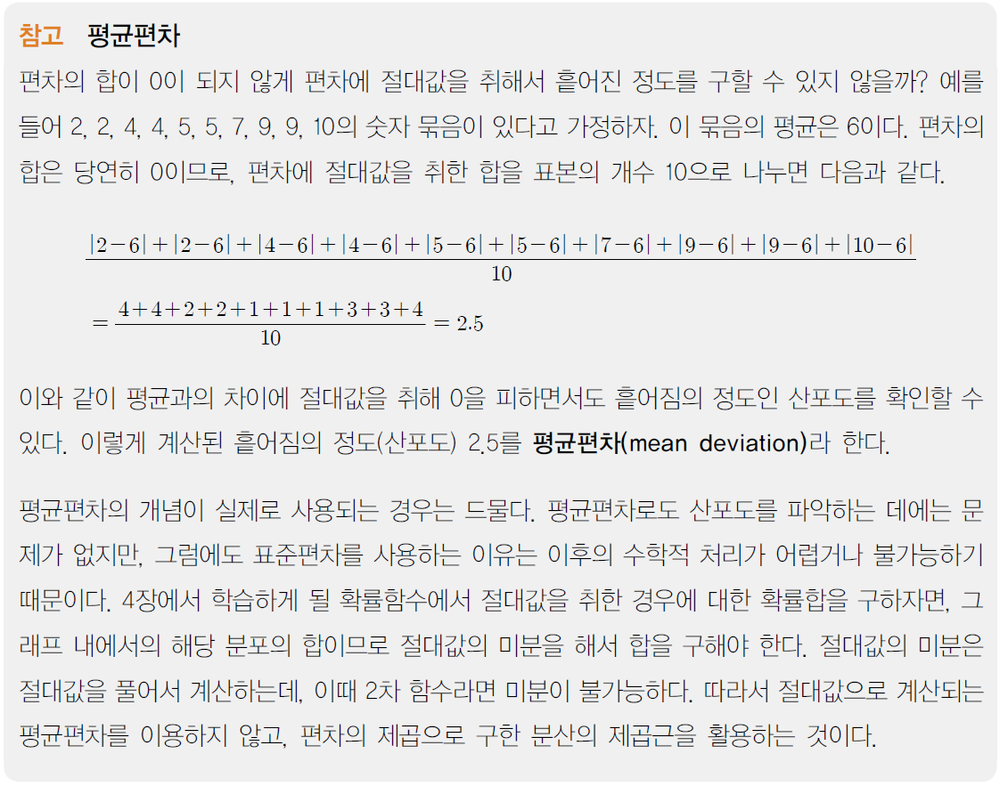 참고 평균편차
편차의 합이 0이 되지 않게 편차에 절대값을 취해서 흩어진 정도를 구할 수 있지 않을까? 예를
들어 2, 2, 4, 4, 5, 5, 7, 9, 9, 10의 숫자 묶음이 있다고 가정하자. 이 묶음의 평균은 6이다. 편차의
합은 당연히 0이므로, 편차에 절대값을 취한 합을 표본의 개수 10으로 나누면 다음과 같다.
|2-6|+|2-6|+|4-6|+|4-6|+|5-6|+|5-6|+|7-6|+|9-6|+|9-6|+|10-6|
10
= 4+4+2+2+1+1+1+3+3+4 = 2.5
10
이와 같이 평균과의 차이에 절대값을 취해 0을 피하면서도 흩어짐의 정도인 산포도를 확인할 수
있다. 이렇게 계산된 흩어짐의 정도(산포도) 2.5를 평균편차(mean deviation)라 한다.
평균편차의 개념이 실제로 사용되는 경우는 드물다. 평균편차로도 산포도를 파악하는 데에는 문
제가 없지만, 그럼에도 표준편차를 사용하는 이유는 이후의 수학적 처리가 어렵거나 불가능하기
때문이다. 4장에서 학습하게 될 확률함수에서 절대값을 취한 경우에 대한 확률합을 구하자면, 그
래프 내에서의 해당 분포의 합이므로 절대값의 미분을 해서 합을 구해야 한다. 절대값의 미분은
절대값을 풀어서 계산하는데, 이때 2차 함수라면 미분이 불가능하다. 따라서 절대값으로 계산되는
평균편차를 이용하지 않고, 편차의 제곱으로 구한 분산의 제곱근을 활용하는 것이다.